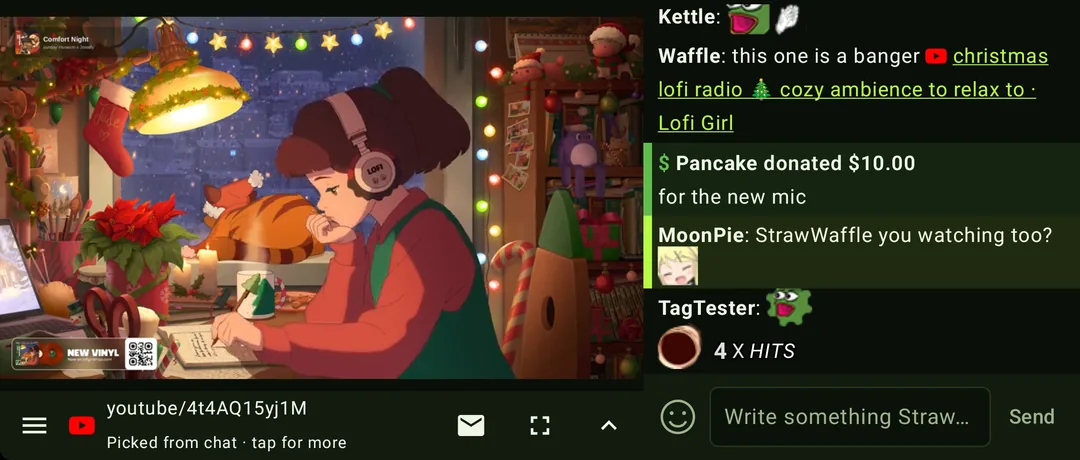 Comfort Night
LOFI
NEW VINYL
youtube/4t4AQ15yj1M
Picked from chat · tap for more
Kettle:
Waffle: this one is a banger christmas
lofi radio 🎄 cozy ambience to relax to ·
Lofi Girl
$ Pancake donated $10.00
for the new mic
MoonPie: StrawWaffle you watching too?
TagTester:
4 X HITS
Write something Straw…
Send